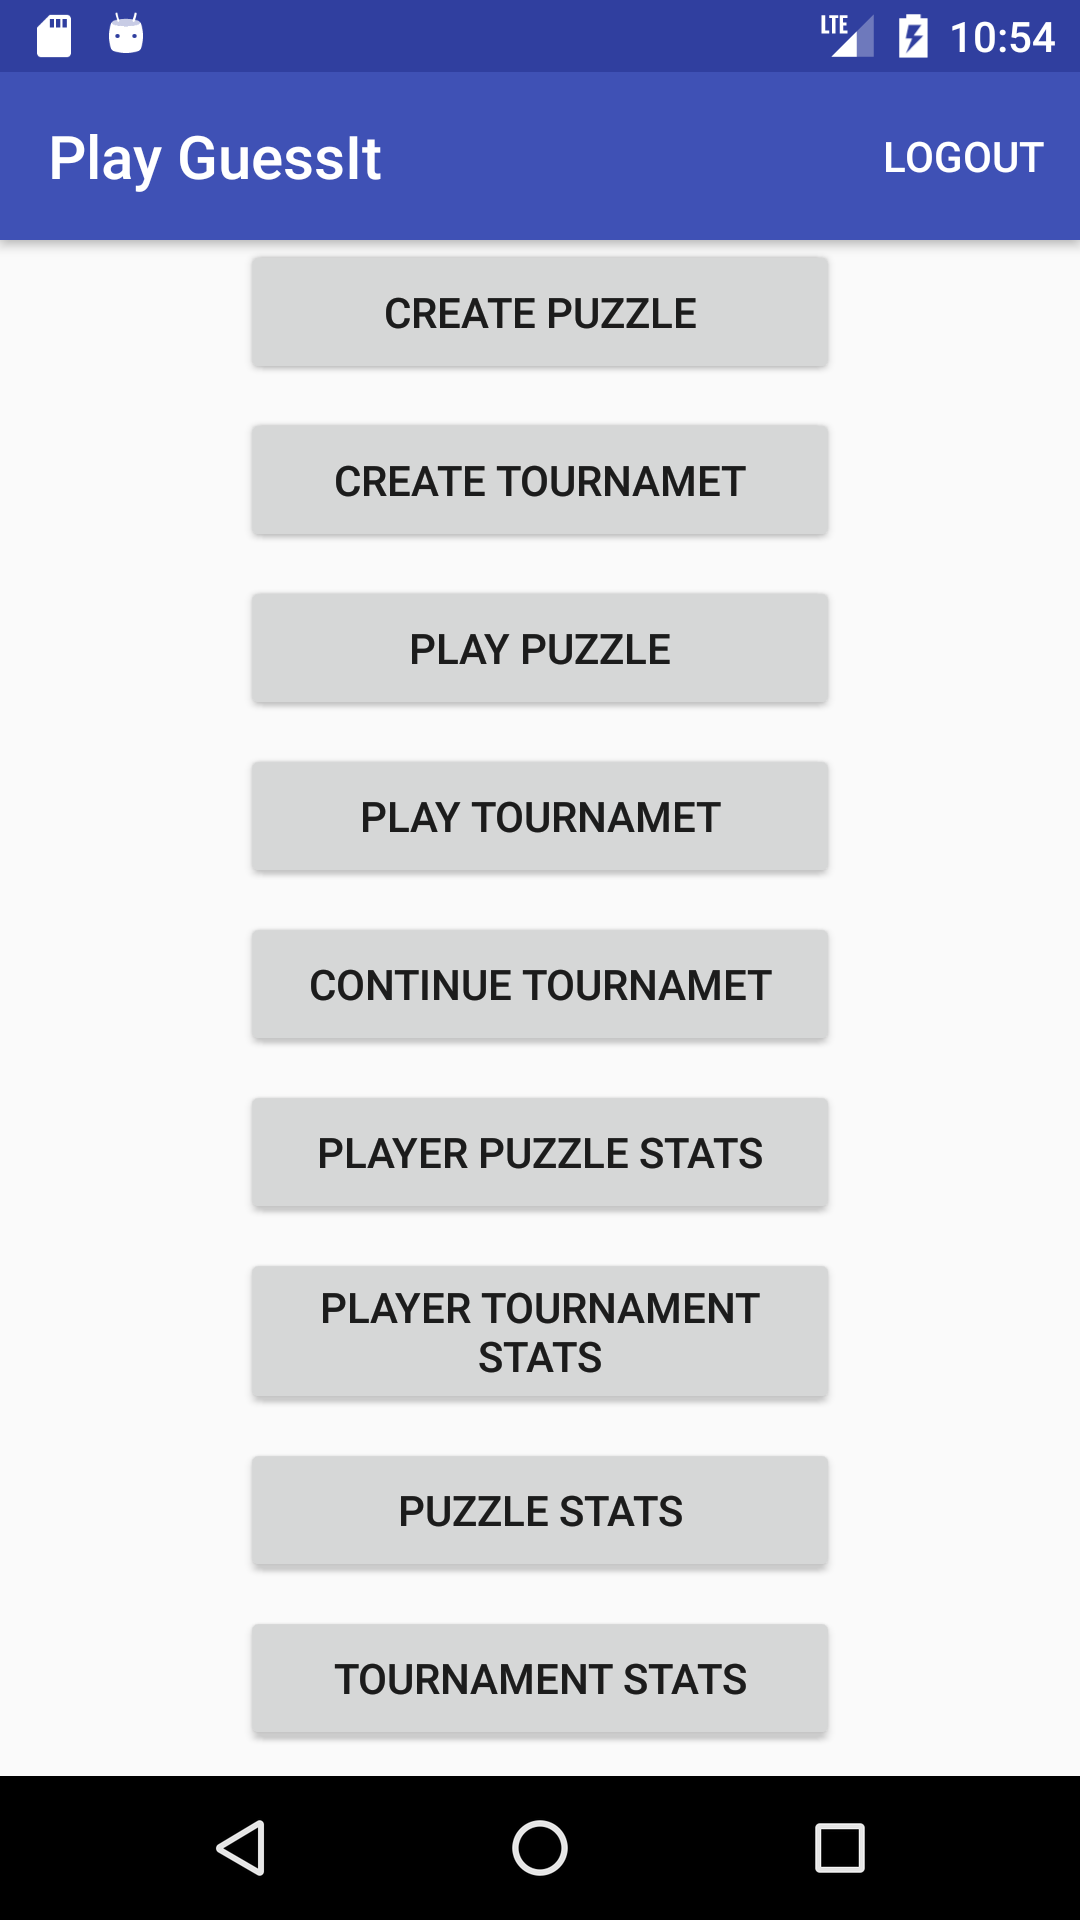 LTE 10:54
Play GuessIt LOGOUT
CREATE PUZZLE
CREATE TOURNAMET
PLAY PUZZLE
PLAY TOURNAMET
CONTINUE TOURNAMET
PLAYER PUZZLE STATS
PLAYER TOURNAMENT
STATS
PUZZLE STATS
TOURNAMENT STATS